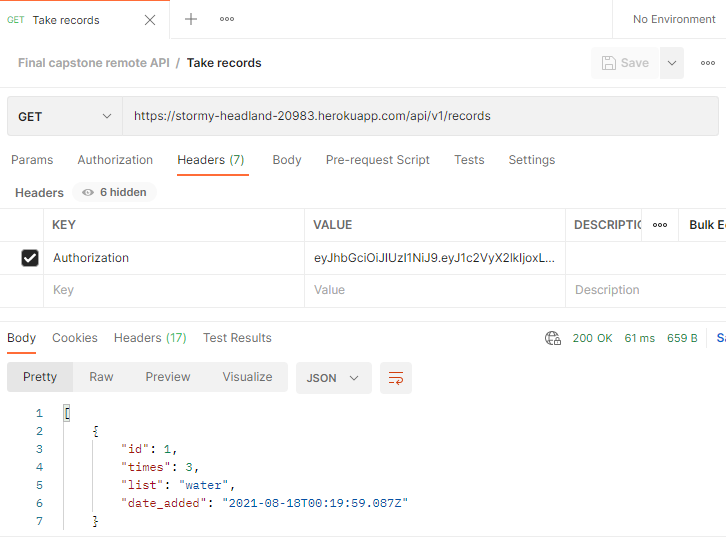 GET Take records
No Environment
Final capstone remote API / Take records
Save
GET https://stormy-headland-20983.herokuapp.com/api/v1/records
Params Authorization Headers (7) Body Pre-request Script Tests Settings
Headers 6 hidden
KEY VALUE DESCRIPTIO Bulk E
Authorization eyJhbGciOiJIUzI1NiJ9.eyJ1c2VyX2lkIjoxL...
Key Value Description
Body Cookies Headers (17) Test Results 200 OK 61 ms 659 B Sa
Pretty Raw Preview Visualize JSON
1 [
2 {
3 "id": 1,
4 "times": 3,
5 "list": "water",
6 "date_added": "2021-08-18T00:19:59.087Z"
7 }